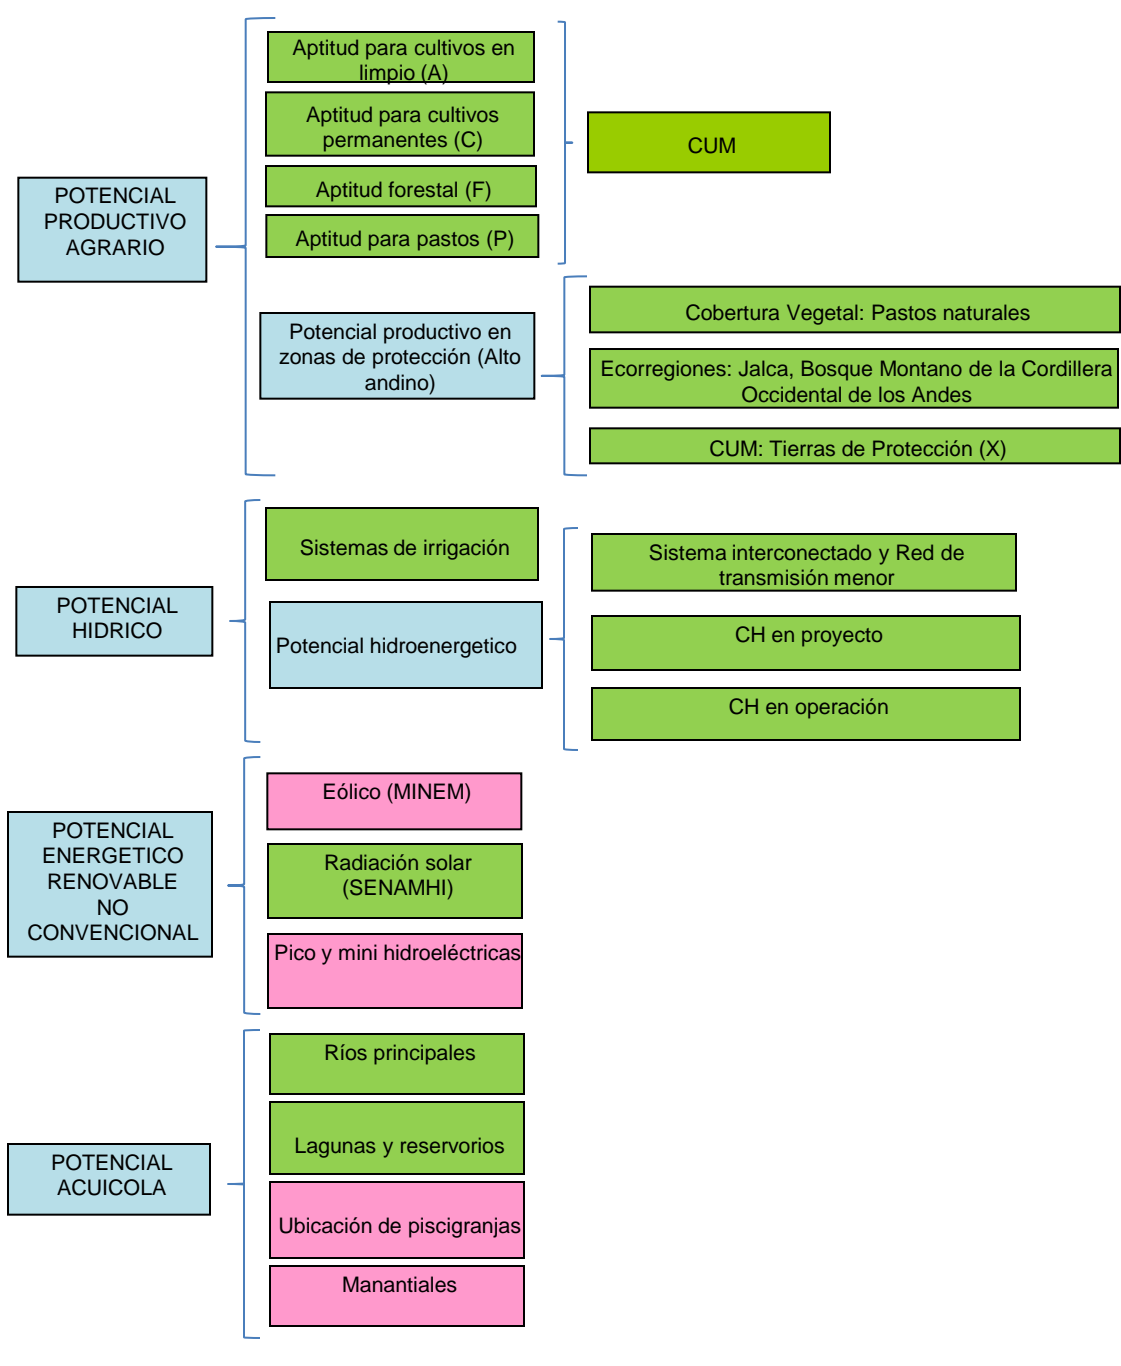 POTENCIAL
PRODUCTIVO
AGRARIO
Aptitud para cultivos en
limpio (A)
Aptitud para cultivos
permanentes (C)
Aptitud forestal (F)
Aptitud para pastos (P)
CUM
Potencial productivo en
zonas de protección (Alto
andino)
Cobertura Vegetal: Pastos naturales
Ecorregiones: Jalca, Bosque Montano de la Cordillera
Occidental de los Andes
CUM: Tierras de Protección (X)
POTENCIAL
HIDRICO
Sistemas de irrigación
Potencial hidroenergetico
Sistema interconectado y Red de
transmisión menor
CH en proyecto
CH en operación
POTENCIAL
ENERGETICO
RENOVABLE
NO
CONVENCIONAL
Eólico (MINEM)
Radiación solar
(SENAMHI)
Pico y mini hidroeléctricas
POTENCIAL
ACUICOLA
Ríos principales
Lagunas y reservorios
Ubicación de piscigranjas
Manantiales